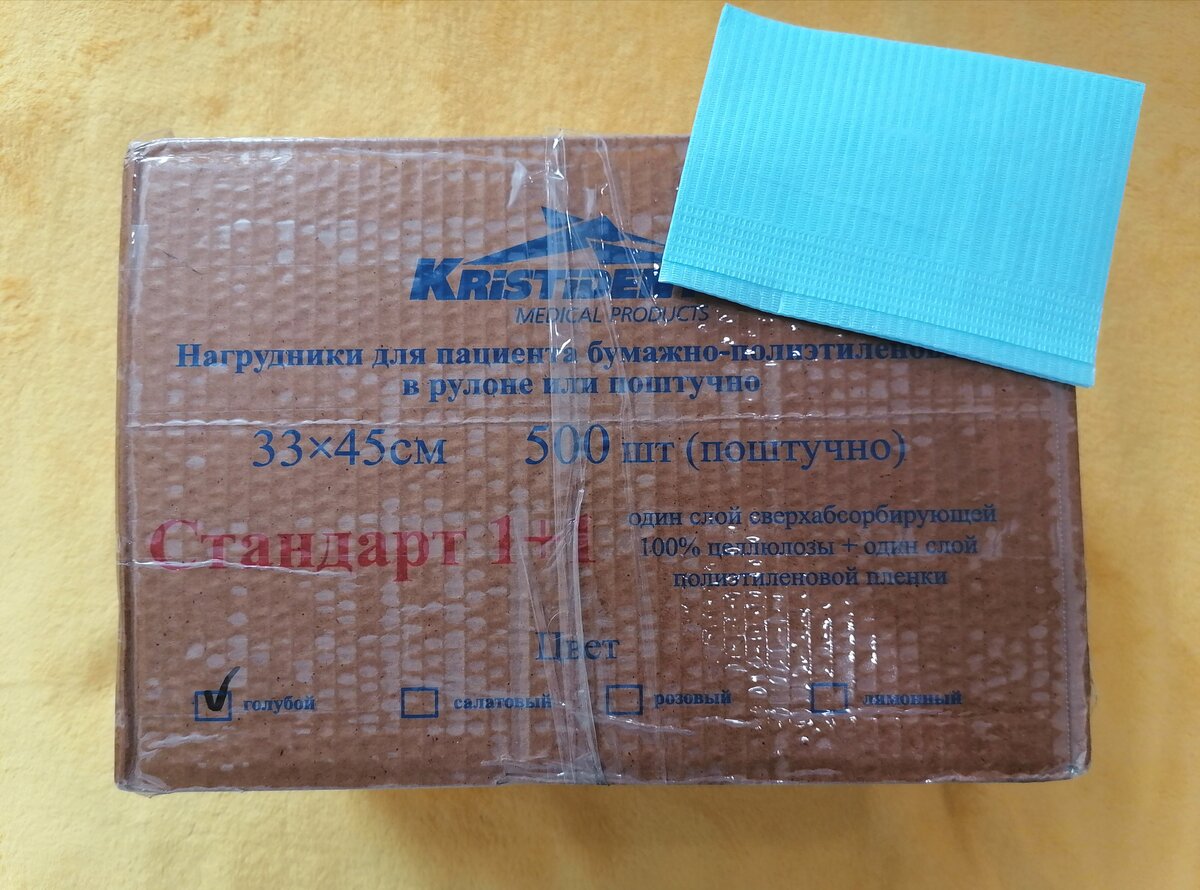 KRISTIDENT
MEDICAL PRODUCTS
Нагрудники для пациента бумажно-полиэтиленов
в рулоне или поштучно
33×45см 500 шт (поштучно)
Стандарт 1+1
один слой сверхабсорбирующей
100% целлюлозы + один слой
полиэтиленовой пленки
Цвет
голубой салатовый розовый лимонный